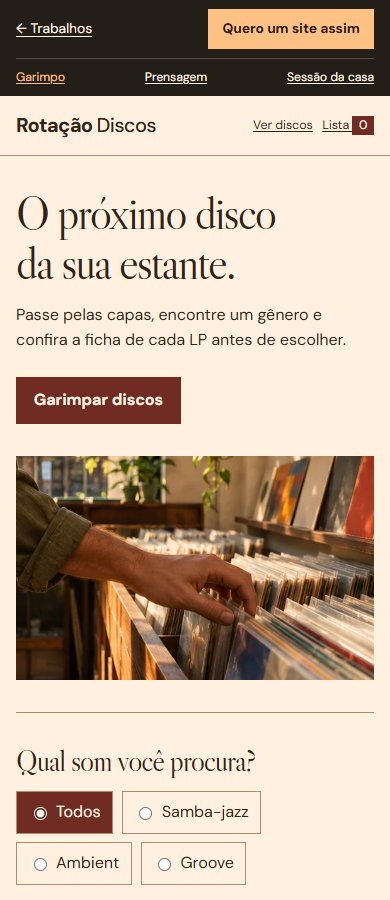 ← Trabalhos
Quero um site assim
Garimpo
Prensagem
Sessão da casa
Rotação Discos
Ver discos
Lista 0
O próximo disco
da sua estante.
Passe pelas capas, encontre um gênero e
confira a ficha de cada LP antes de escolher.
Garimpar discos
Qual som você procura?
Todos
Samba-jazz
Ambient
Groove